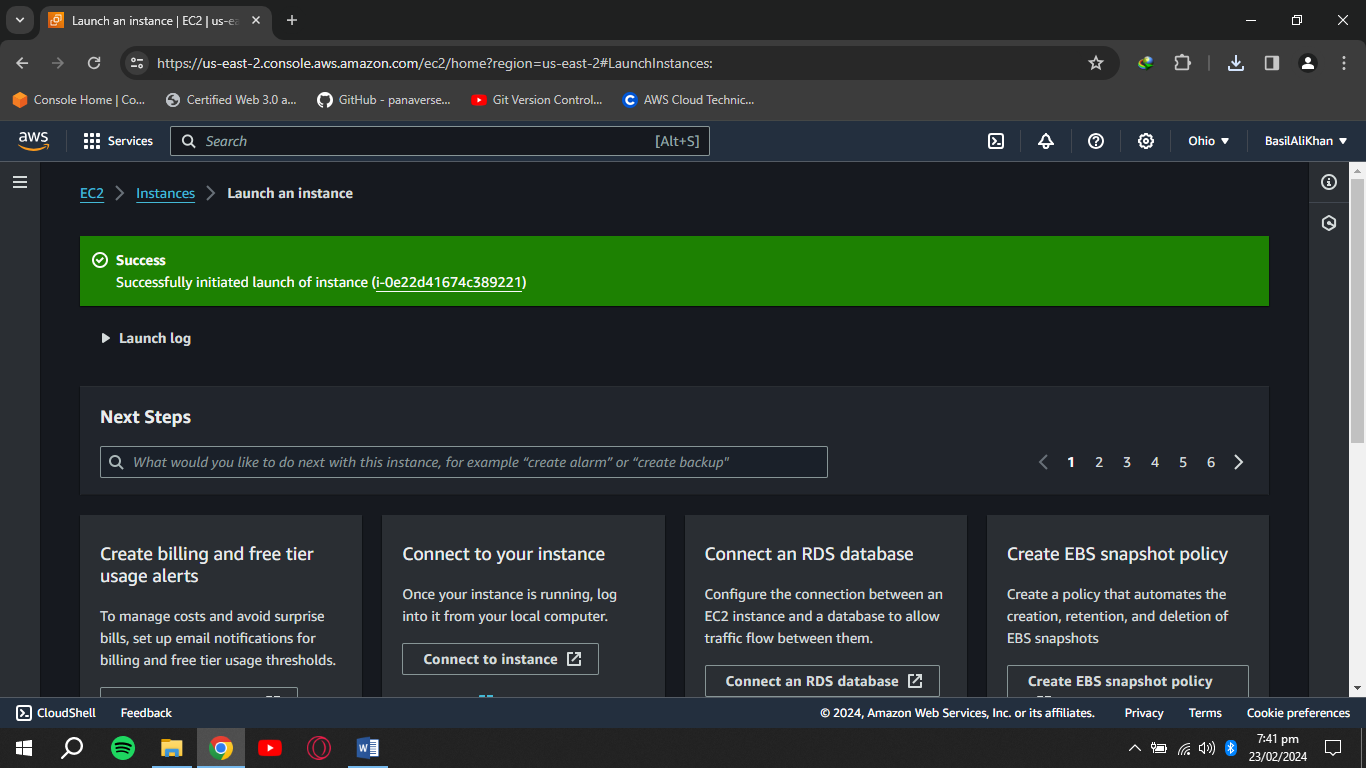 Launch an instance | EC2 | us-ea
https://us-east-2.console.aws.amazon.com/ec2/home?region=us-east-2#LaunchInstances:
Console Home | Co...
Certified Web 3.0 a...
GitHub - panaverse...
Git Version Control...
AWS Cloud Technic...
aws
Services
Search
[Alt+S]
Ohio
BasilAliKhan
EC2
Instances
Launch an instance
Success
Successfully initiated launch of instance (i-0e22d41674c389221)
Launch log
Next Steps
What would you like to do next with this instance, for example “create alarm” or “create backup”
1 2 3 4 5 6
Create billing and free tier
usage alerts
To manage costs and avoid surprise
bills, set up email notifications for
billing and free tier usage thresholds.
Connect to your instance
Once your instance is running, log
into it from your local computer.
Connect to instance
Connect an RDS database
Configure the connection between an
EC2 instance and a database to allow
traffic flow between them.
Connect an RDS database
Create EBS snapshot policy
Create a policy that automates the
creation, retention, and deletion of
EBS snapshots
Create EBS snapshot policy
CloudShell
Feedback
© 2024, Amazon Web Services, Inc. or its affiliates.
Privacy
Terms
Cookie preferences
7:41 pm
23/02/2024